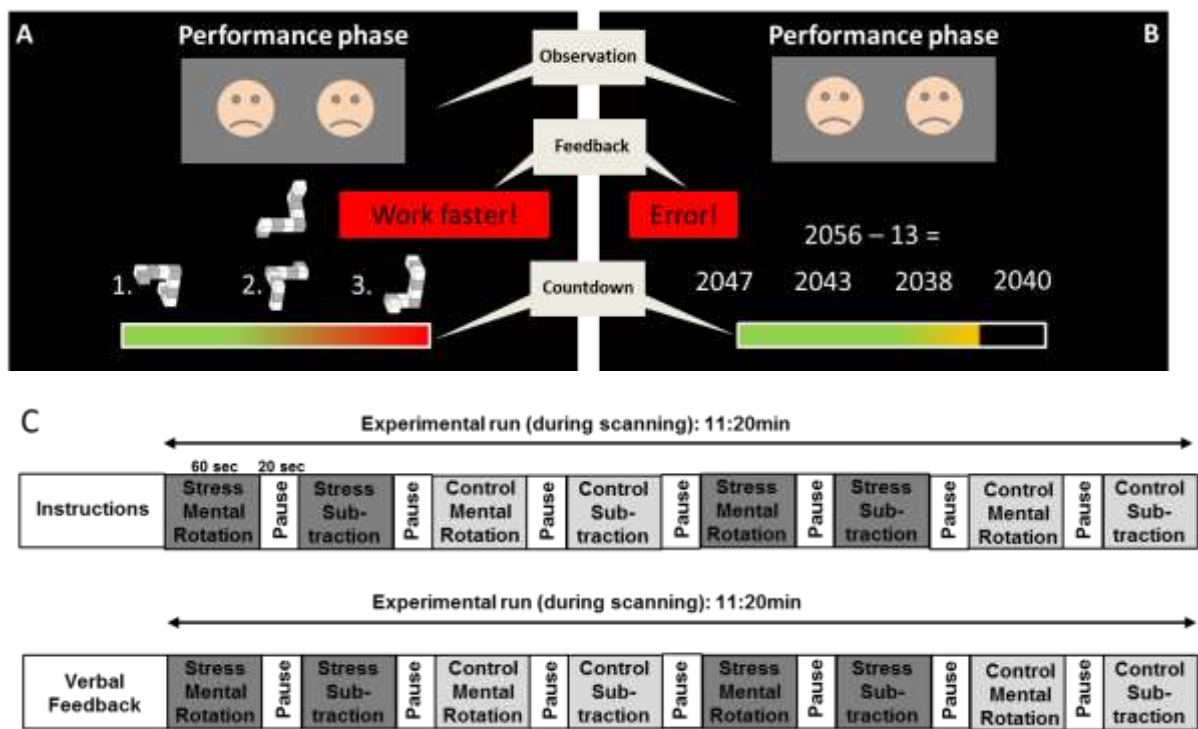 A
Performance phase
Observation
Performance phase
B
Feedback
Work faster!
Error!
2056 – 13 =
1.
2.
3.
Countdown
2047 2043 2038 2040
C
Experimental run (during scanning): 11:20min
60 sec 20 sec
Instructions
Stress
Mental
Rotation
Pause
Stress
Sub-
traction
Pause
Control
Mental
Rotation
Pause
Control
Sub-
traction
Pause
Stress
Mental
Rotation
Pause
Stress
Sub-
traction
Pause
Control
Mental
Rotation
Pause
Control
Sub-
traction
Experimental run (during scanning): 11:20min
Verbal
Feedback
Stress
Mental
Rotation
Pause
Stress
Sub-
traction
Pause
Control
Mental
Rotation
Pause
Control
Sub-
traction
Pause
Stress
Mental
Rotation
Pause
Stress
Sub-
traction
Pause
Control
Mental
Rotation
Pause
Control
Sub-
traction